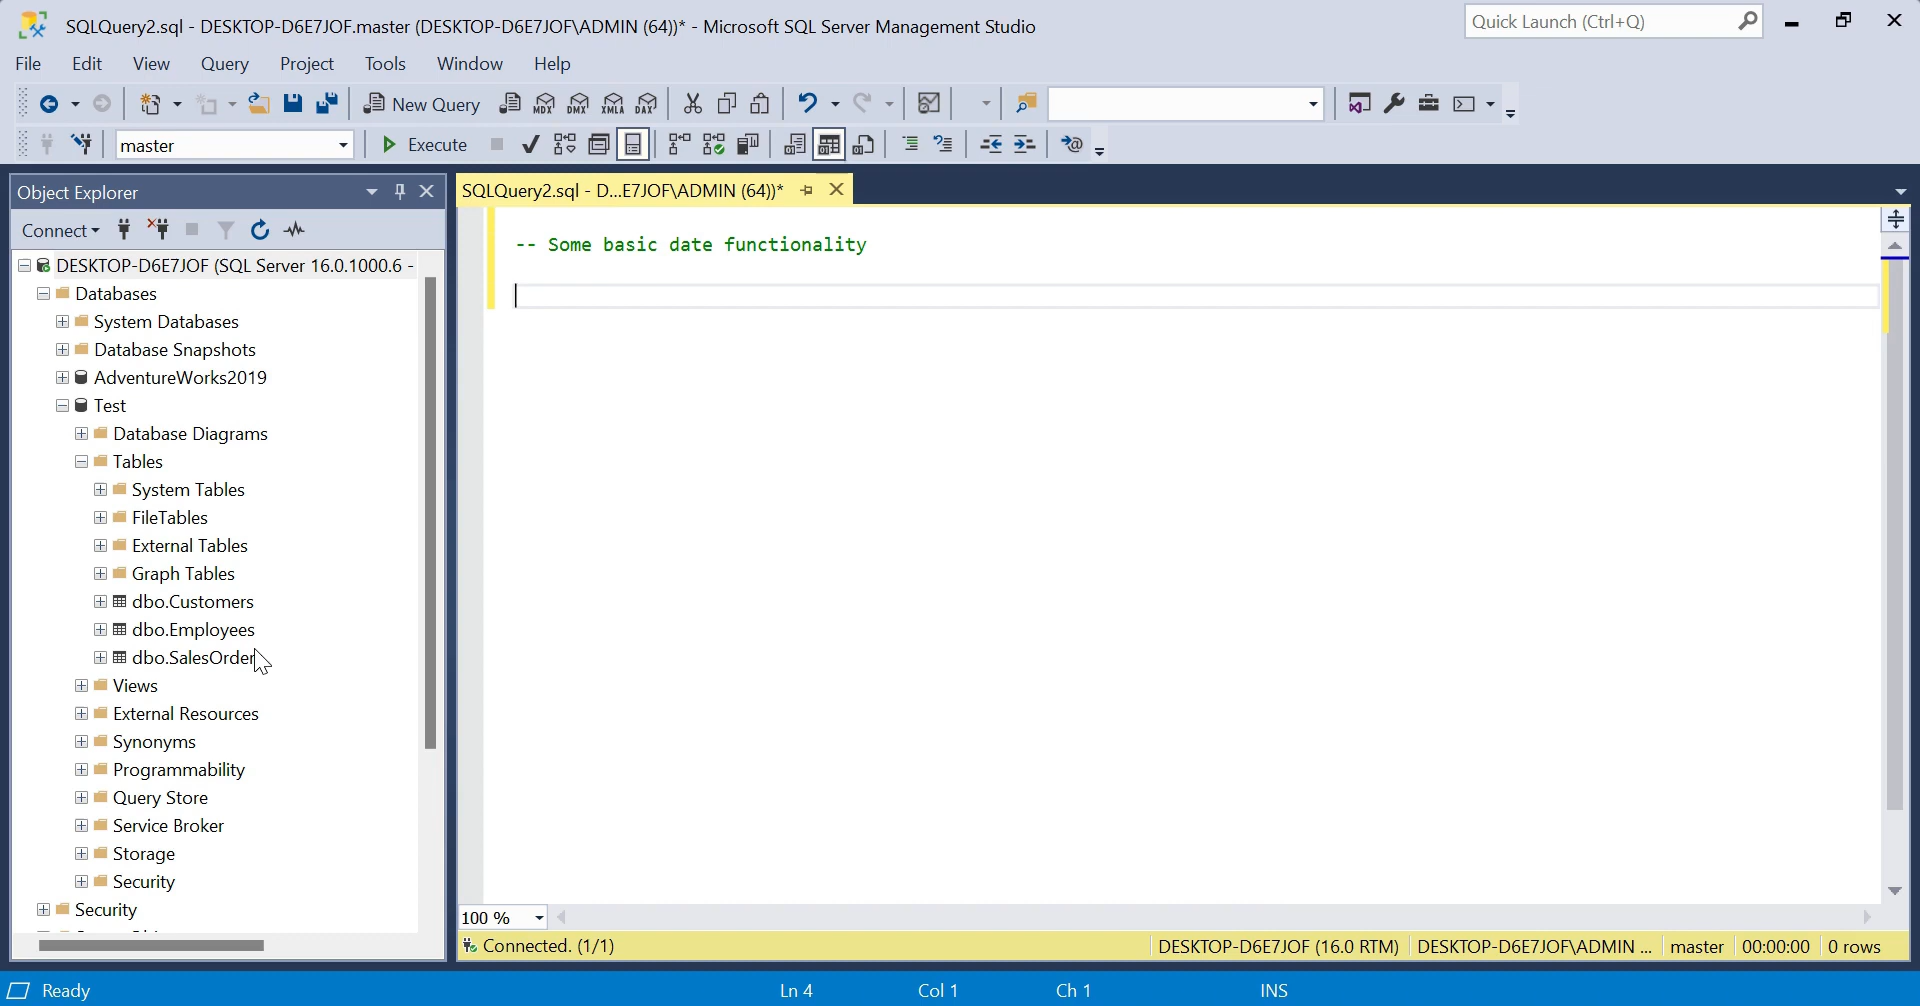 SQLQuery2.sql - DESKTOP-D6E7JOF.master (DESKTOP-D6E7JOF\ADMIN (64))* - Microsoft SQL Server Management Studio
Quick Launch (Ctrl+Q)
File Edit View Query Project Tools Window Help
New Query MDX DMX XMLA DAX
master Execute
Object Explorer
SQLQuery2.sql - D...E7JOF\ADMIN (64))*
Connect
-- Some basic date functionality
DESKTOP-D6E7JOF (SQL Server 16.0.1000.6 -
Databases
System Databases
Database Snapshots
AdventureWorks2019
Test
Database Diagrams
Tables
System Tables
FileTables
External Tables
Graph Tables
dbo.Customers
dbo.Employees
dbo.SalesOrder
Views
External Resources
Synonyms
Programmability
Query Store
Service Broker
Storage
Security
Security
100 %
Connected. (1/1)
DESKTOP-D6E7JOF (16.0 RTM) DESKTOP-D6E7JOF\ADMIN ... master 00:00:00 0 rows
Ready Ln 4 Col 1 Ch 1 INS